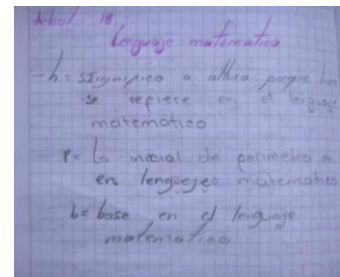 Abril 18
Lenguaje matematico
-h= significa a altura porque han
se refiere en el lenguaje
matematico
P= La inicial de perimetro o
en lenguaje matematico
b= base en el lenguaje
matematico